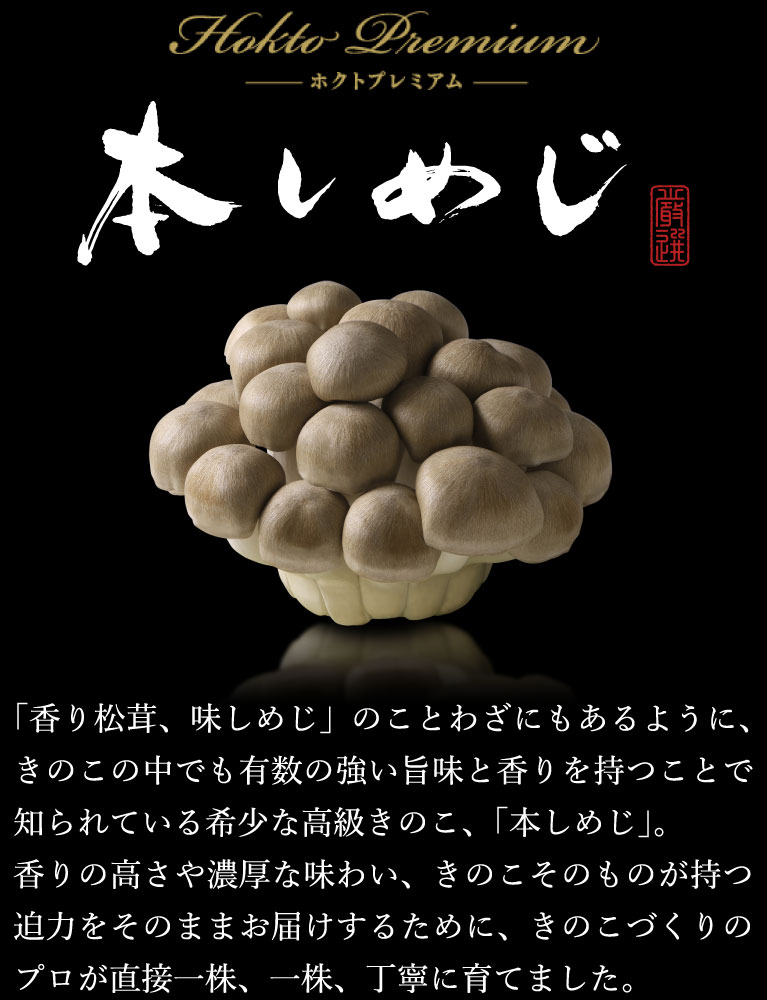 Hokto Premium
ホクトプレミアム
本しめじ
厳選
「香り松茸、味しめじ」のことわざにもあるように、
きのこの中でも有数の強い旨味と香りを持つことで
知られている希少な高級きのこ、「本しめじ」。
香りの高さや濃厚な味わい、きのこそのものが持つ
迫力をそのままお届けするために、きのこづくりの
プロが直接一株、一株、丁寧に育てました。